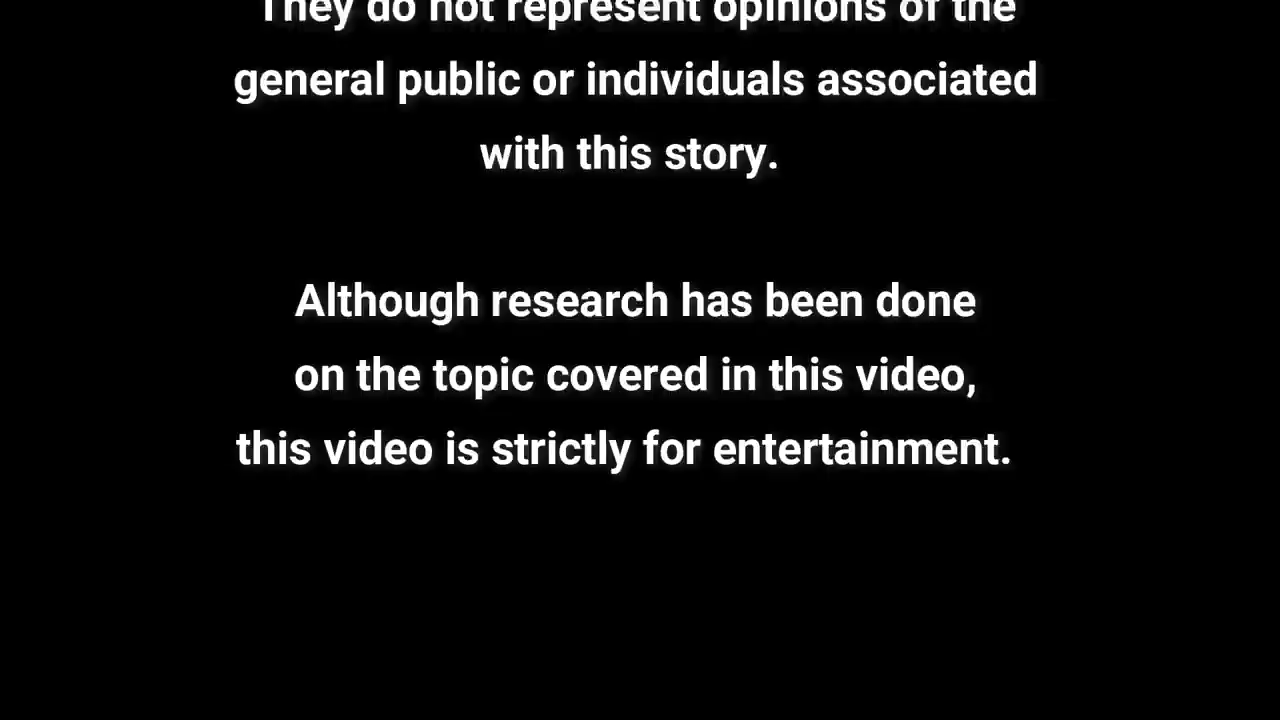 They do not represent opinions of the
general public or individuals associated
with this story.
Although research has been done
on the topic covered in this video,
this video is strictly for entertainment.